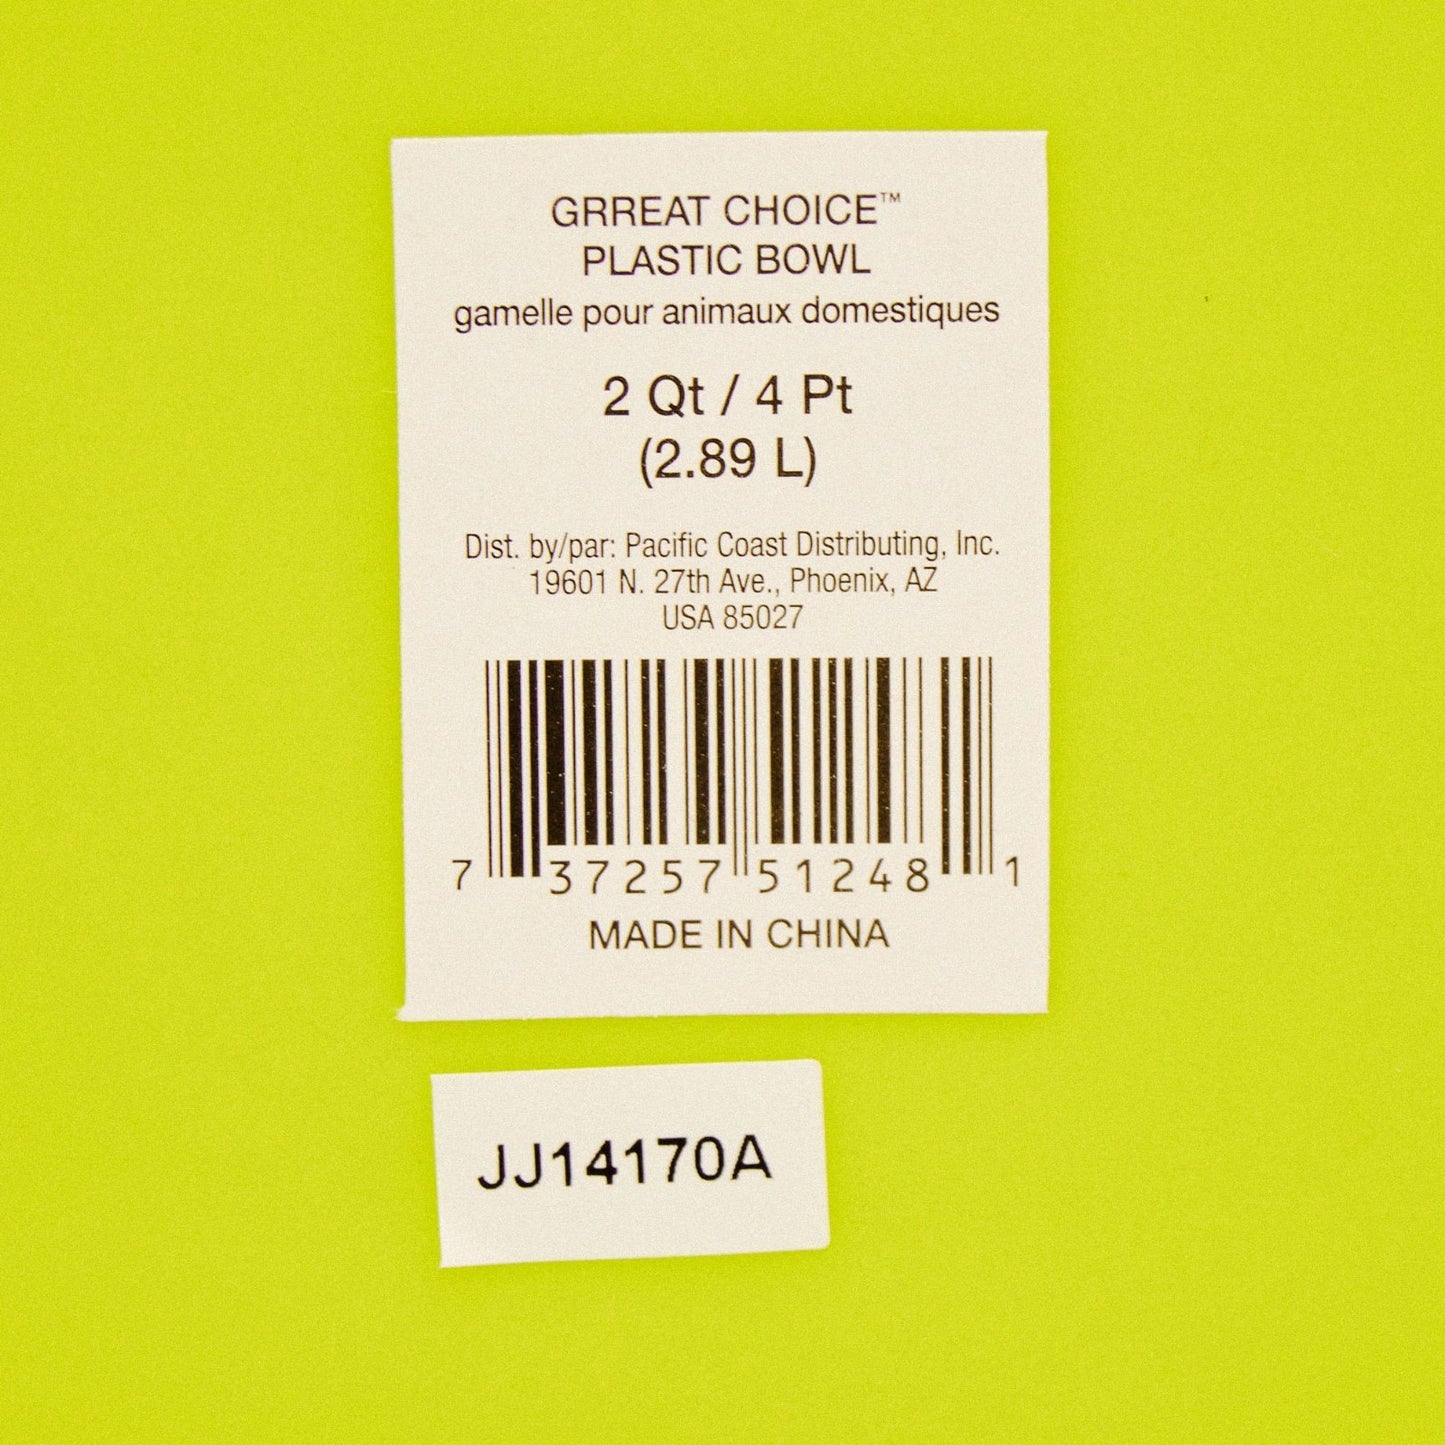 GRREAT CHOICE™
PLASTIC BOWL
gamelle pour animaux domestiques
2 Qt / 4 Pt
(2.89 L)
Dist. by/par: Pacific Coast Distributing, Inc.
19601 N. 27th Ave., Phoenix, AZ
USA 85027
7 37257 51248 1
MADE IN CHINA
JJ14170A